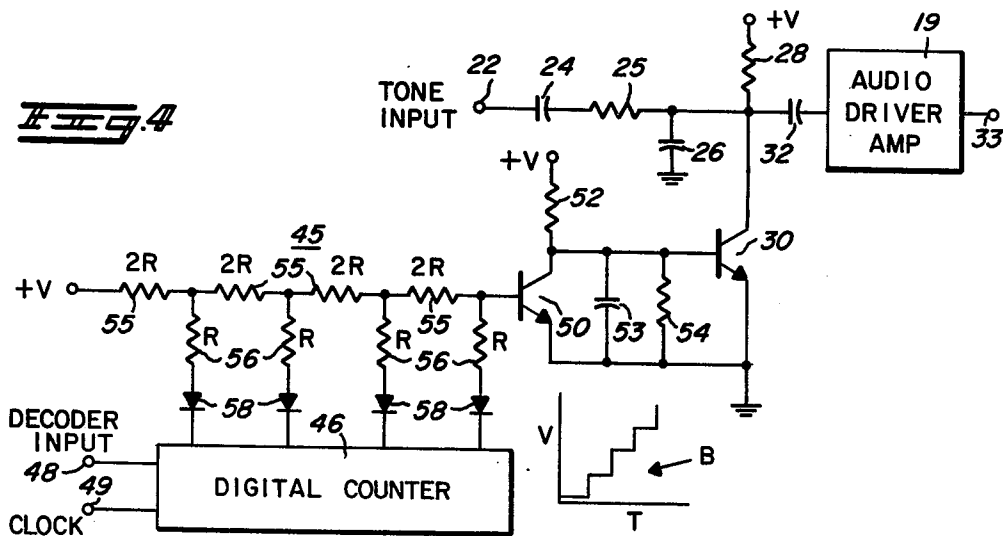 Fig. 4
+V
28
19
AUDIO
DRIVER
AMP
33
22
24
25
TONE
INPUT
26
32
+V
52
30
45
2R
2R
55
2R
2R
+V
55
55
50
53
54
R
56
R
R
56
R
58
58
DECODER
INPUT
46
48
49
CLOCK
DIGITAL COUNTER
V
B
T